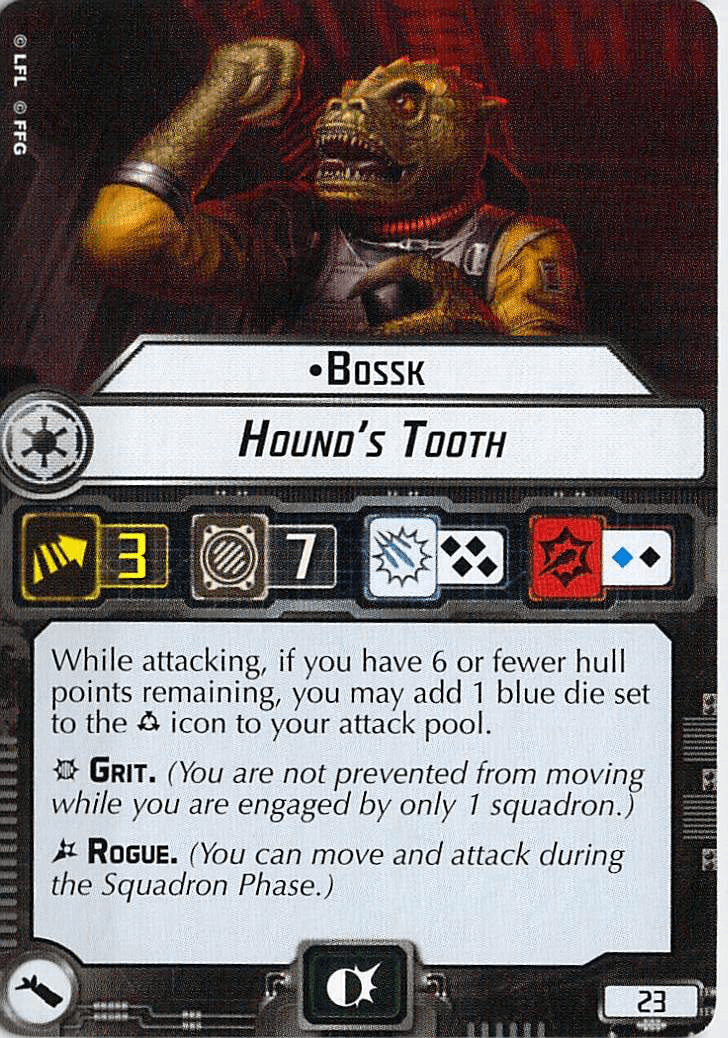 © LFL © FFG
•Bossk
Hound's Tooth
3 7
While attacking, if you have 6 or fewer hull
points remaining, you may add 1 blue die set
to the icon to your attack pool.
Grit. (You are not prevented from moving
while you are engaged by only 1 squadron.)
Rogue. (You can move and attack during
the Squadron Phase.)
23